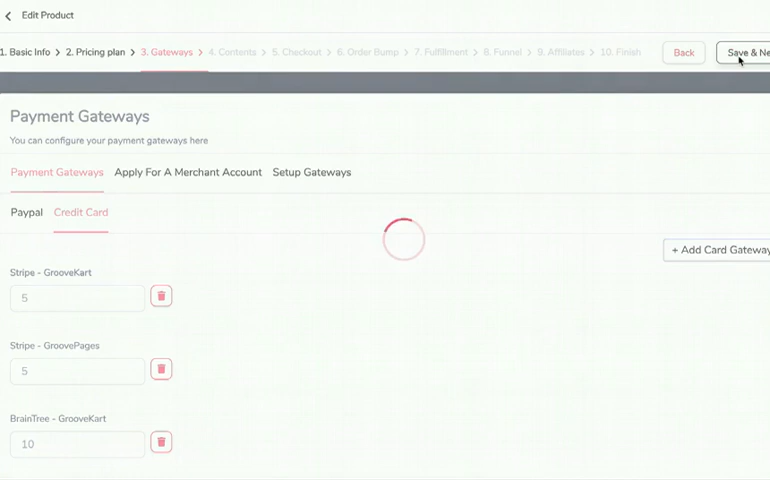 Edit Product
1. Basic Info > 2. Pricing plan > 3. Gateways > 4. Contents > 5. Checkout > 6. Order Bump > 7. Fulfillment > 8. Funnel > 9. Affiliates > 10. Finish Back Save & Ne
Payment Gateways
You can configure your payment gateways here
Payment Gateways Apply For A Merchant Account Setup Gateways
Paypal Credit Card
+ Add Card Gateway
Stripe - GrooveKart
5
Stripe - GroovePages
5
BrainTree - GrooveKart
10